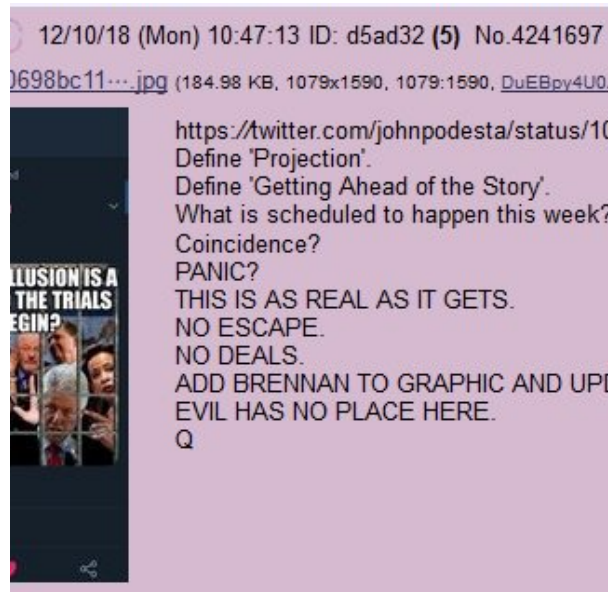 12/10/18 (Mon) 10:47:13 ID: d5ad32 (5) No.4241697
0698bc11⋯.jpg (184.98 KB, 1079x1590, 1079:1590, DuEBpy4U0
https://twitter.com/johnpodesta/status/10
Define 'Projection'.
Define 'Getting Ahead of the Story'.
What is scheduled to happen this week?
Coincidence?
PANIC?
THIS IS AS REAL AS IT GETS.
NO ESCAPE.
NO DEALS.
ADD BRENNAN TO GRAPHIC AND UPD
EVIL HAS NO PLACE HERE.
Q
LLUSION IS A
THE TRIALS
EGIN?